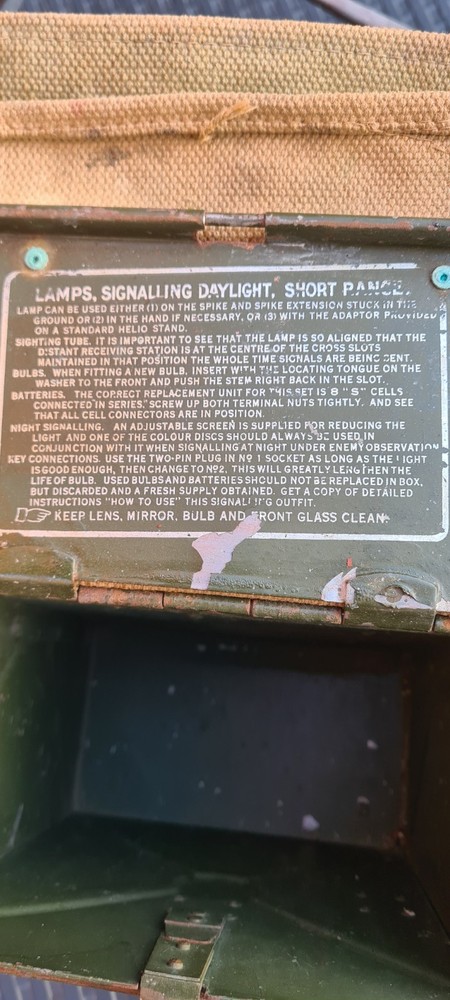 LAMPS, SIGNALLING DAYLIGHT, SHORT RANGE.
LAMP CAN BE USED EITHER (1) ON THE SPIKE AND SPIKE EXTENSION STUCK IN THE
GROUND OR (2) IN THE HAND IF NECESSARY, OR (3) WITH THE ADAPTOR PROVIDED
ON A STANDARD HELIO STAND.
SIGHTING TUBE. IT IS IMPORTANT TO SEE THAT THE LAMP IS SO ALIGNED THAT THE
DISTANT RECEIVING STATION IS AT THE CENTRE OF THE CROSS SLOTS
MAINTAINED IN THAT POSITION THE WHOLE TIME SIGNALS ARE BEING SENT.
BULBS. WHEN FITTING A NEW BULB, INSERT WITH THE LOCATING TONGUE ON THE
WASHER TO THE FRONT AND PUSH THE STEM RIGHT BACK IN THE SLOT.
BATTERIES. THE CORRECT REPLACEMENT UNIT FOR THIS SET IS 8 "S" CELLS
CONNECTED IN SERIES. SCREW UP BOTH TERMINAL NUTS TIGHTLY. AND SEE
THAT ALL CELL CONNECTORS ARE IN POSITION.
NIGHT SIGNALLING. AN ADJUSTABLE SCREEN IS SUPPLIED FOR REDUCING THE
LIGHT AND ONE OF THE COLOUR DISCS SHOULD ALWAYS BE USED IN
CONJUNCTION WITH IT WHEN SIGNALLING AT NIGHT UNDER ENEMY OBSERVATION
KEY CONNECTIONS. USE THE TWO-PIN PLUG IN Nº 1 SOCKET AS LONG AS THE LIGHT
IS GOOD ENOUGH, THEN CHANGE TO Nº2. THIS WILL GREATLY LENGTHEN THE
LIFE OF BULB. USED BULBS AND BATTERIES SHOULD NOT BE REPLACED IN BOX,
BUT DISCARDED AND A FRESH SUPPLY OBTAINED. GET A COPY OF DETAILED
INSTRUCTIONS "HOW TO USE" THIS SIGNALLING OUTFIT.
KEEP LENS, MIRROR, BULB AND FRONT GLASS CLEAN.